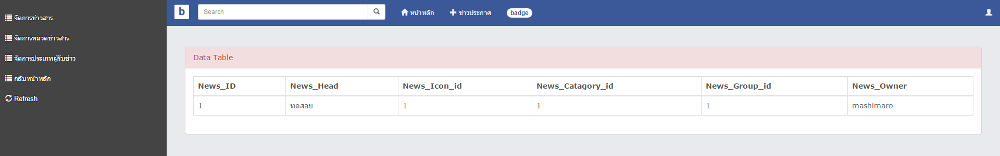 จัดการข่าวสาร
จัดการหมวดข่าวสาร
จัดการประเภทผู้รับข่าว
กลับหน้าหลัก
Refresh
b Search หน้าหลัก ข่าวประกาศ badge
Data Table
News_ID News_Head News_Icon_id News_Catagory_id News_Group_id News_Owner
1 ทดสอบ 1 1 1 mashimaro